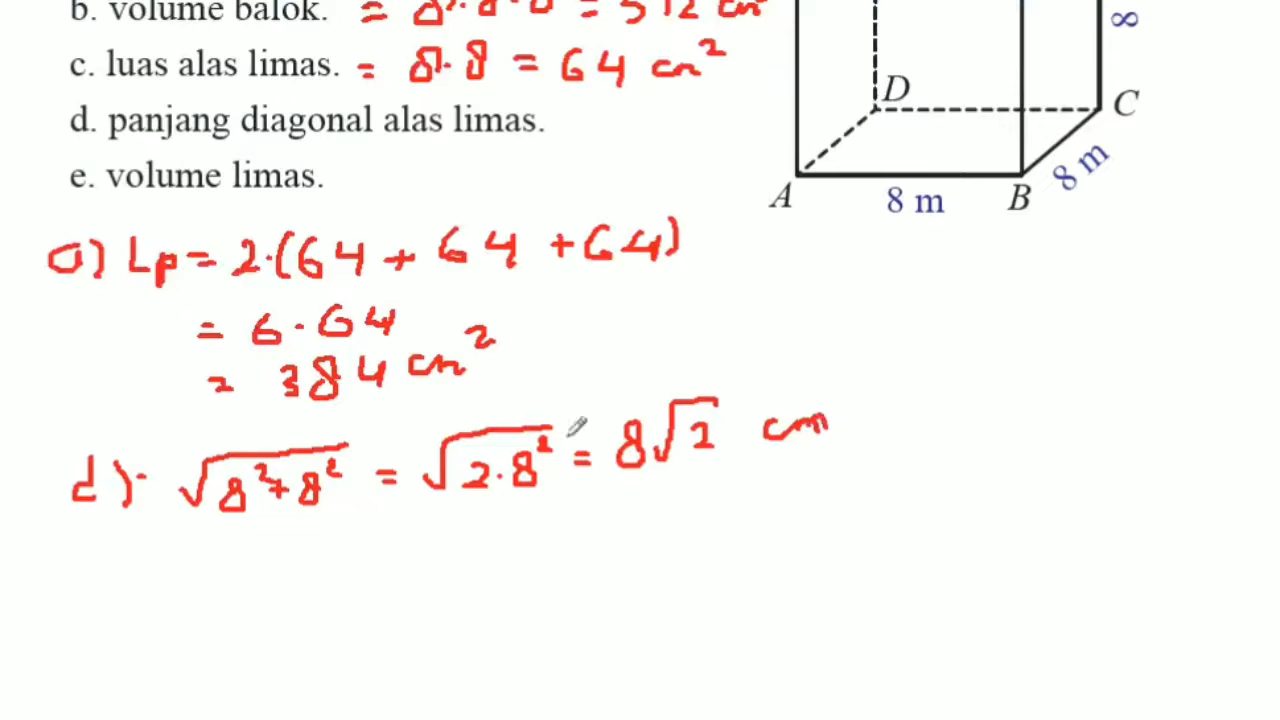 b. volume balok. = 8·8·8 = 512 cm²
c. luas alas limas. = 8·8 = 64 cm²
d. panjang diagonal alas limas.
e. volume limas.
D
C
8
A
8 m
B
8 m
a) Lp = 2·(64 + 64 + 64)
= 6·64
= 384 cm²
d). √8²+8² = √2·8² = 8√2 cm